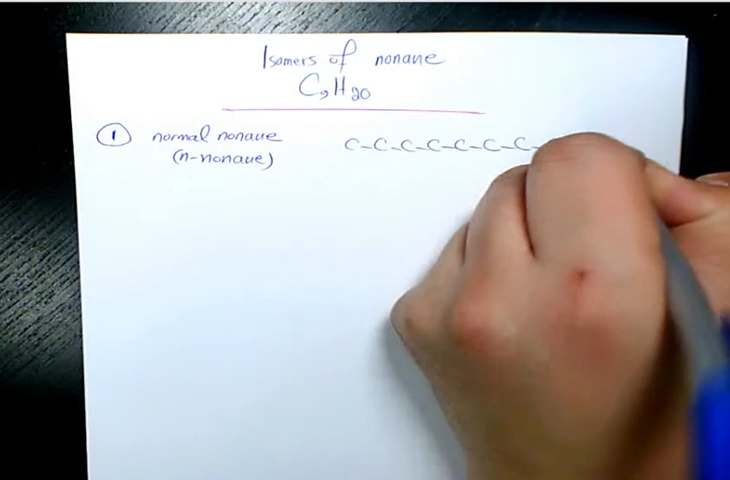 Isomers of nonane
C₉H₂₀
1 normal nonane C-C-C-C-C-C-C-
(n-nonane)